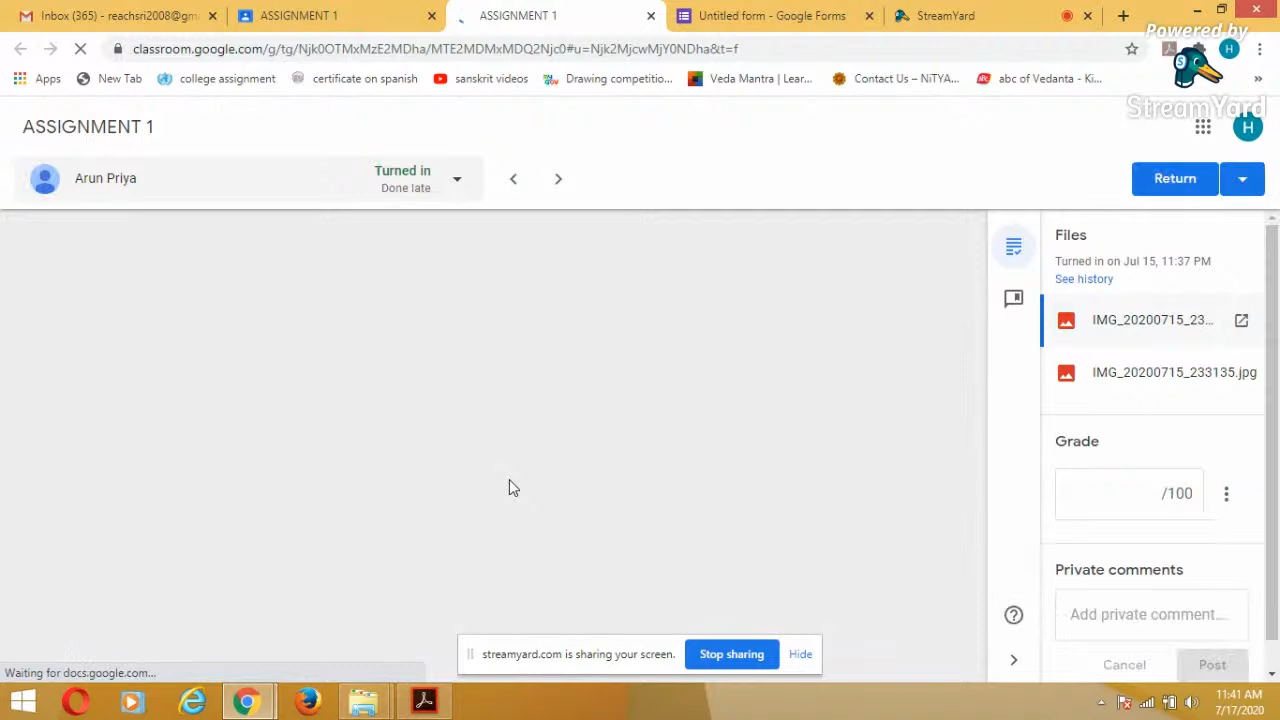 Inbox (365) - reachsri2008@gm
ASSIGNMENT 1
ASSIGNMENT 1
Untitled form - Google Forms
StreamYard
classroom.google.com/g/tg/Njk0OTMxMzE2MDha/MTE2MDMxMDQ2Njc0#u=Njk2MjcwMjY0NDha&t=f
Powered by
StreamYard
Apps
New Tab
college assignment
certificate on spanish
sanskrit videos
Drawing competitio...
Veda Mantra | Lear...
Contact Us – NiTYA...
abc of Vedanta - Ki...
»
ASSIGNMENT 1
H
H
Arun Priya
Turned in
Done late
Return
Files
Turned in on Jul 15, 11:37 PM
See history
IMG_20200715_23...
IMG_20200715_233135.jpg
Grade
/100
Private comments
Add private comment...
Cancel
Post
streamyard.com is sharing your screen.
Stop sharing
Hide
Waiting for docs.google.com...
11:41 AM
7/17/2020